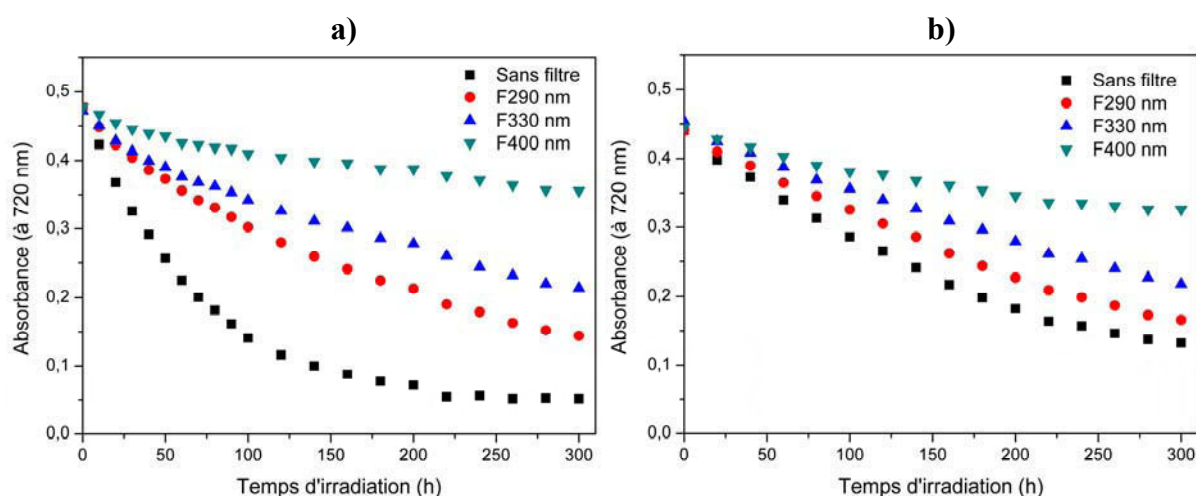 a)
Sans filtre
F290 nm
F330 nm
F400 nm
0,5
0,4
0,3
0,2
0,1
0,0
Absorbance (à 720 nm)
0 50 100 150 200 250 300
Temps d'irradiation (h)
b)
Sans filtre
F290 nm
F330 nm
F400 nm
0,5
0,4
0,3
0,2
0,1
0,0
Absorbance (à 720 nm)
0 50 100 150 200 250 300
Temps d'irradiation (h)